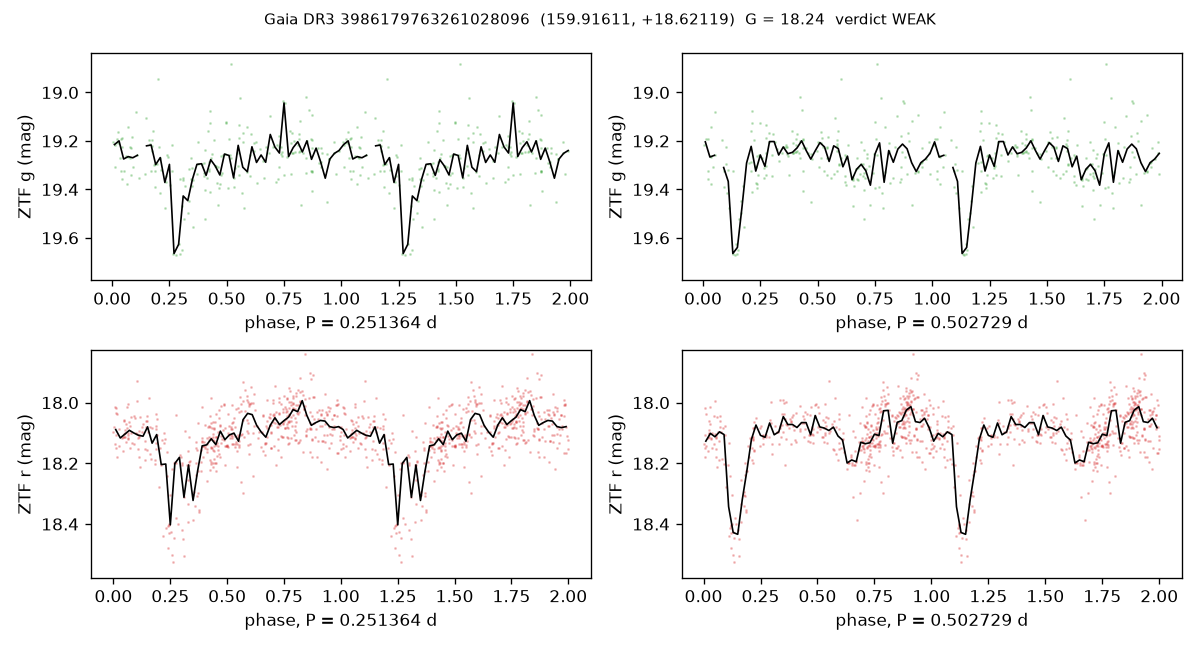 Gaia DR3 3986179763261028096  (159.91611, +18.62119)  G = 18.24  verdict WEAK
ZTF g (mag)
19.0
19.2
19.4
19.6
0.00 0.25 0.50 0.75 1.00 1.25 1.50 1.75 2.00
phase, P = 0.251364 d
ZTF g (mag)
19.0
19.2
19.4
19.6
0.00 0.25 0.50 0.75 1.00 1.25 1.50 1.75 2.00
phase, P = 0.502729 d
ZTF r (mag)
18.0
18.2
18.4
0.00 0.25 0.50 0.75 1.00 1.25 1.50 1.75 2.00
phase, P = 0.251364 d
ZTF r (mag)
18.0
18.2
18.4
0.00 0.25 0.50 0.75 1.00 1.25 1.50 1.75 2.00
phase, P = 0.502729 d